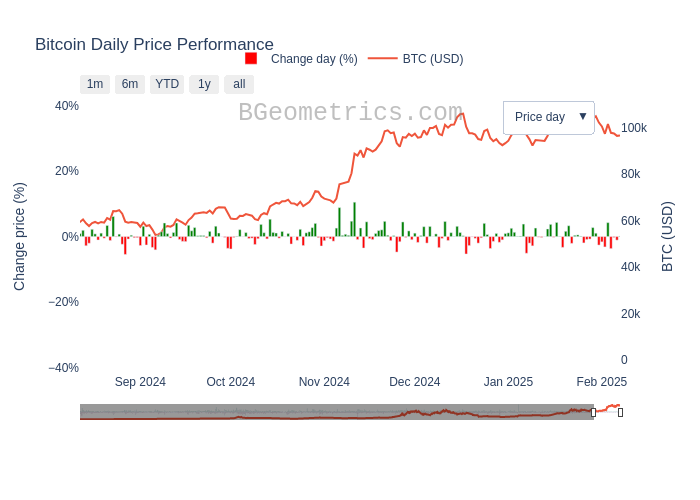 Bitcoin Daily Price Performance
Change day (%) BTC (USD)
1m 6m YTD 1y all
BGeometrics.com
Price day ▼
40%
20%
0%
−20%
−40%
Change price (%)
100k
80k
60k
40k
20k
0
BTC (USD)
Sep 2024 Oct 2024 Nov 2024 Dec 2024 Jan 2025 Feb 2025